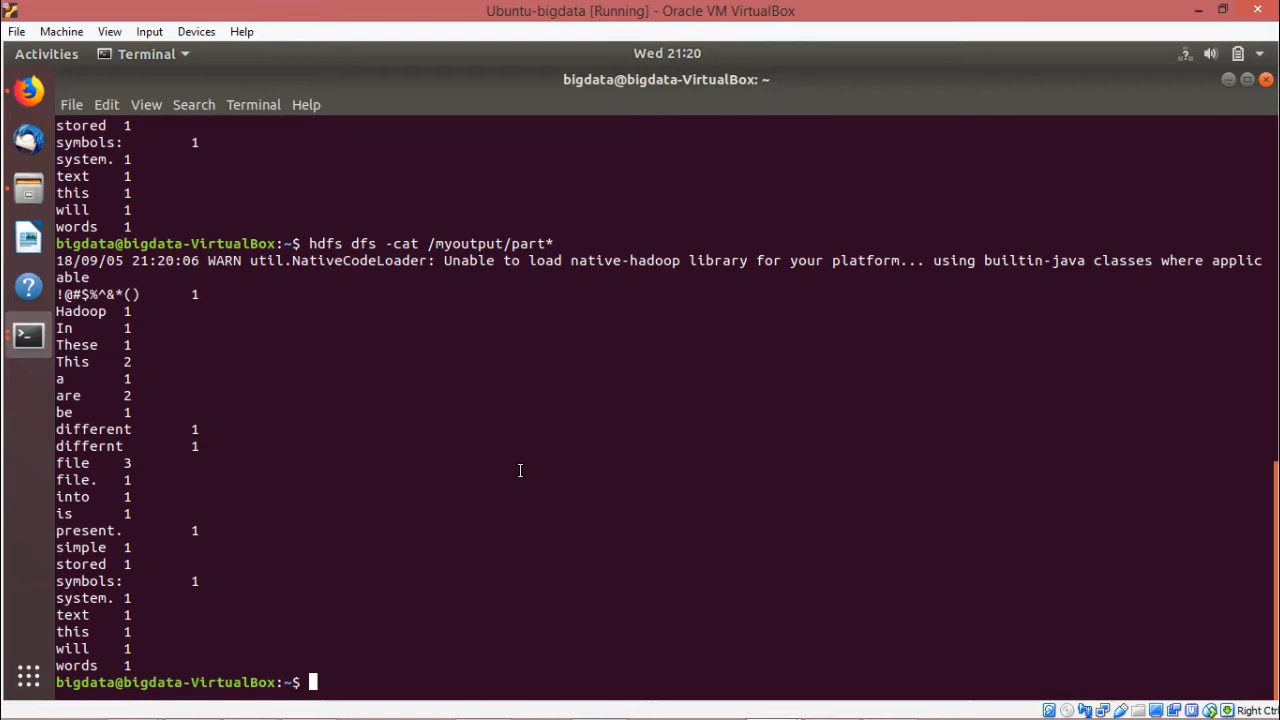 Ubuntu-bigdata [Running] - Oracle VM VirtualBox
File Machine View Input Devices Help
Activities Terminal Wed 21:20
bigdata@bigdata-VirtualBox: ~
File Edit View Search Terminal Help
stored 1
symbols: 1
system. 1
text 1
this 1
will 1
words 1
bigdata@bigdata-VirtualBox:~$ hdfs dfs -cat /myoutput/part*
18/09/05 21:20:06 WARN util.NativeCodeLoader: Unable to load native-hadoop library for your platform... using builtin-java classes where applic
able
!@#$%^&*() 1
Hadoop 1
In 1
These 1
This 2
a 1
are 2
be 1
different 1
differnt 1
file 3
file. 1
into 1
is 1
present. 1
simple 1
stored 1
symbols: 1
system. 1
text 1
this 1
will 1
words 1
bigdata@bigdata-VirtualBox:~$
Right Ctrl